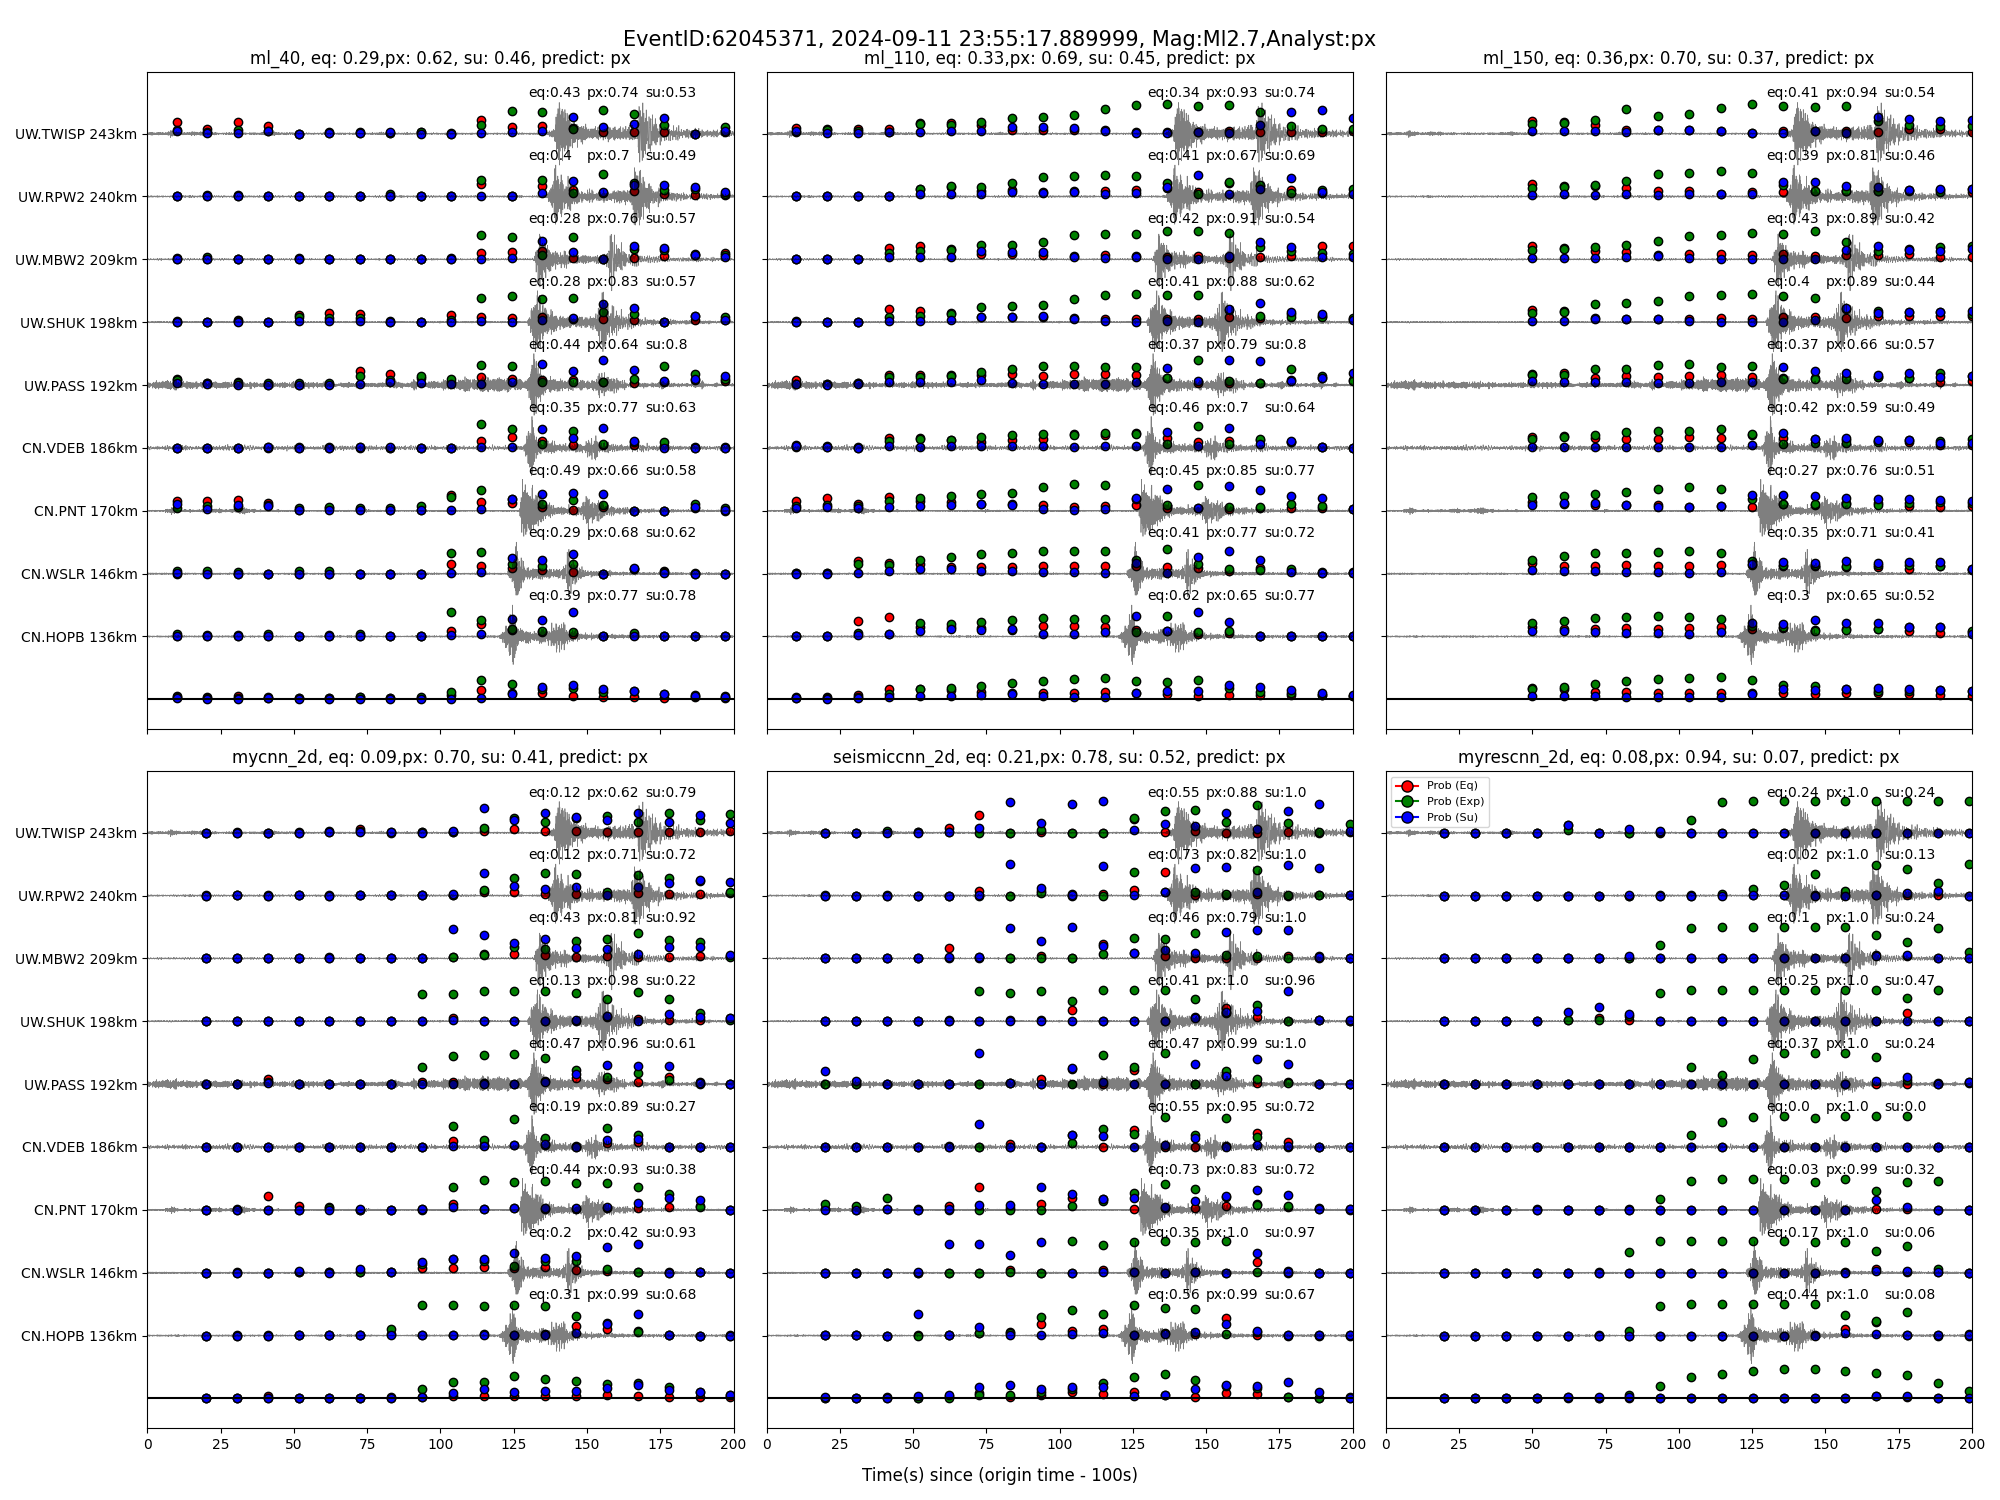 EventID:62045371, 2024-09-11 23:55:17.889999, Mag:Ml2.7,Analyst:px
ml_40, eq: 0.29,px: 0.62, su: 0.46, predict: px
eq:0.43 px:0.74 su:0.53
UW.TWISP 243km
eq:0.4 px:0.7 su:0.49
UW.RPW2 240km
eq:0.28 px:0.76 su:0.57
UW.MBW2 209km
eq:0.28 px:0.83 su:0.57
UW.SHUK 198km
eq:0.44 px:0.64 su:0.8
UW.PASS 192km
eq:0.35 px:0.77 su:0.63
CN.VDEB 186km
eq:0.49 px:0.66 su:0.58
CN.PNT 170km
eq:0.29 px:0.68 su:0.62
CN.WSLR 146km
eq:0.39 px:0.77 su:0.78
CN.HOPB 136km
ml_110, eq: 0.33,px: 0.69, su: 0.45, predict: px
eq:0.34 px:0.93 su:0.74
eq:0.41 px:0.67 su:0.69
eq:0.42 px:0.91 su:0.54
eq:0.41 px:0.88 su:0.62
eq:0.37 px:0.79 su:0.8
eq:0.46 px:0.7 su:0.64
eq:0.45 px:0.85 su:0.77
eq:0.41 px:0.77 su:0.72
eq:0.62 px:0.65 su:0.77
ml_150, eq: 0.36,px: 0.70, su: 0.37, predict: px
eq:0.41 px:0.94 su:0.54
eq:0.39 px:0.81 su:0.46
eq:0.43 px:0.89 su:0.42
eq:0.4 px:0.89 su:0.44
eq:0.37 px:0.66 su:0.57
eq:0.42 px:0.59 su:0.49
eq:0.27 px:0.76 su:0.51
eq:0.35 px:0.71 su:0.41
eq:0.3 px:0.65 su:0.52
mycnn_2d, eq: 0.09,px: 0.70, su: 0.41, predict: px
eq:0.12 px:0.62 su:0.79
UW.TWISP 243km
eq:0.12 px:0.71 su:0.72
UW.RPW2 240km
eq:0.43 px:0.81 su:0.92
UW.MBW2 209km
eq:0.13 px:0.98 su:0.22
UW.SHUK 198km
eq:0.47 px:0.96 su:0.61
UW.PASS 192km
eq:0.19 px:0.89 su:0.27
CN.VDEB 186km
eq:0.44 px:0.93 su:0.38
CN.PNT 170km
eq:0.2 px:0.42 su:0.93
CN.WSLR 146km
eq:0.31 px:0.99 su:0.68
CN.HOPB 136km
0 25 50 75 100 125 150 175 200
seismiccnn_2d, eq: 0.21,px: 0.78, su: 0.52, predict: px
eq:0.55 px:0.88 su:1.0
eq:0.73 px:0.82 su:1.0
eq:0.46 px:0.79 su:1.0
eq:0.41 px:1.0 su:0.96
eq:0.47 px:0.99 su:1.0
eq:0.55 px:0.95 su:0.72
eq:0.73 px:0.83 su:0.72
eq:0.35 px:1.0 su:0.97
eq:0.56 px:0.99 su:0.67
0 25 50 75 100 125 150 175 200
myrescnn_2d, eq: 0.08,px: 0.94, su: 0.07, predict: px
Prob (Eq)
Prob (Exp)
Prob (Su)
eq:0.24 px:1.0 su:0.24
eq:0.02 px:1.0 su:0.13
eq:0.1 px:1.0 su:0.24
eq:0.25 px:1.0 su:0.47
eq:0.37 px:1.0 su:0.24
eq:0.0 px:1.0 su:0.0
eq:0.03 px:0.99 su:0.32
eq:0.17 px:1.0 su:0.06
eq:0.44 px:1.0 su:0.08
0 25 50 75 100 125 150 175 200
Time(s) since (origin time - 100s)